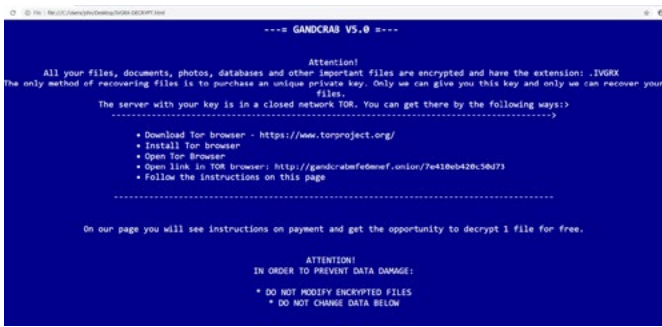 ---= GANDCRAB V5.0 =---
Attention!
All your files, documents, photos, databases and other important files are encrypted and have the extension: .IVGRX
The only method of recovering files is to purchase an unique private key. Only we can give you this key and only we can recover your
files.
The server with your key is in a closed network TOR. You can get there by the following ways:>
---------------------------------------------------------------------------------->
• Download Tor browser - https://www.torproject.org/
• Install Tor browser
• Open Tor Browser
• Open link in TOR browser: http://gandcrabmfe6mnef.onion/7e410eb420c50d73
• Follow the instructions on this page
----------------------------------------------------------------------------------
On our page you will see instructions on payment and get the opportunity to decrypt 1 file for free.
ATTENTION!
IN ORDER TO PREVENT DATA DAMAGE:
* DO NOT MODIFY ENCRYPTED FILES
* DO NOT CHANGE DATA BELOW